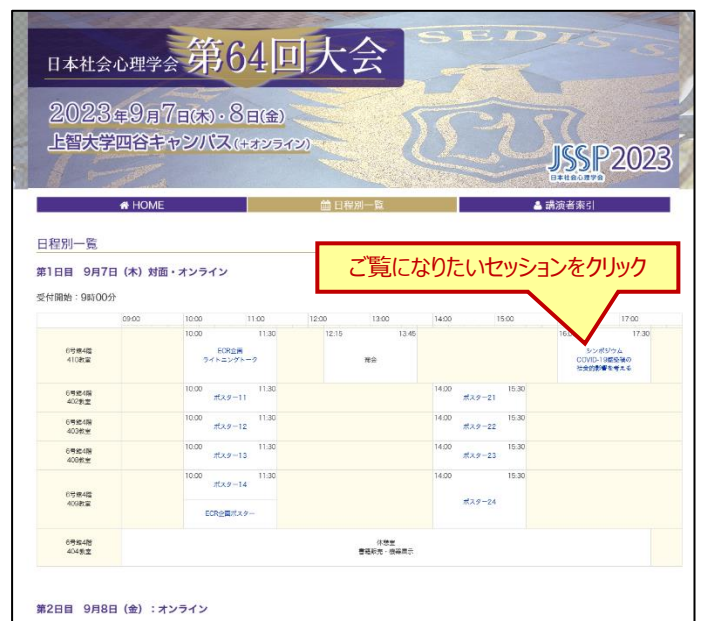 SEDIS.S
日本社会心理学会 第64回大会
2023年9月7日(木)・8日(金)
上智大学四谷キャンパス(+オンライン)
JSSP2023
日本社会心理学会
HOME
日程別一覧
講演者索引
日程別一覧
ご覧になりたいセッションをクリック
第1日目 9月7日（木）対面・オンライン
受付開始：9時00分
09:00 10:00 11:00 12:00 13:00 14:00 15:00 17:00
6号館4階
410教室
10:00 11:30
ECR企画
ライトニングトーク
12:15 13:45
総会
17:30
シンポジウム
COVID-19感染禍の
社会的影響を考える
6号館4階
402教室
10:00 11:30
ポスター11
14:00 15:30
ポスター21
6号館4階
403教室
10:00 11:30
ポスター12
14:00 15:30
ポスター22
6号館4階
10:00 11:30
ポスター13
14:00 15:30
ポスター23
6号館4階
409教室
10:00 11:30
ポスター14
ECR企画ポスター
14:00 15:30
ポスター24
6号館4階
404教室
休憩室
書籍販売・機器展示
第2日目 9月8日（金）：オンライン